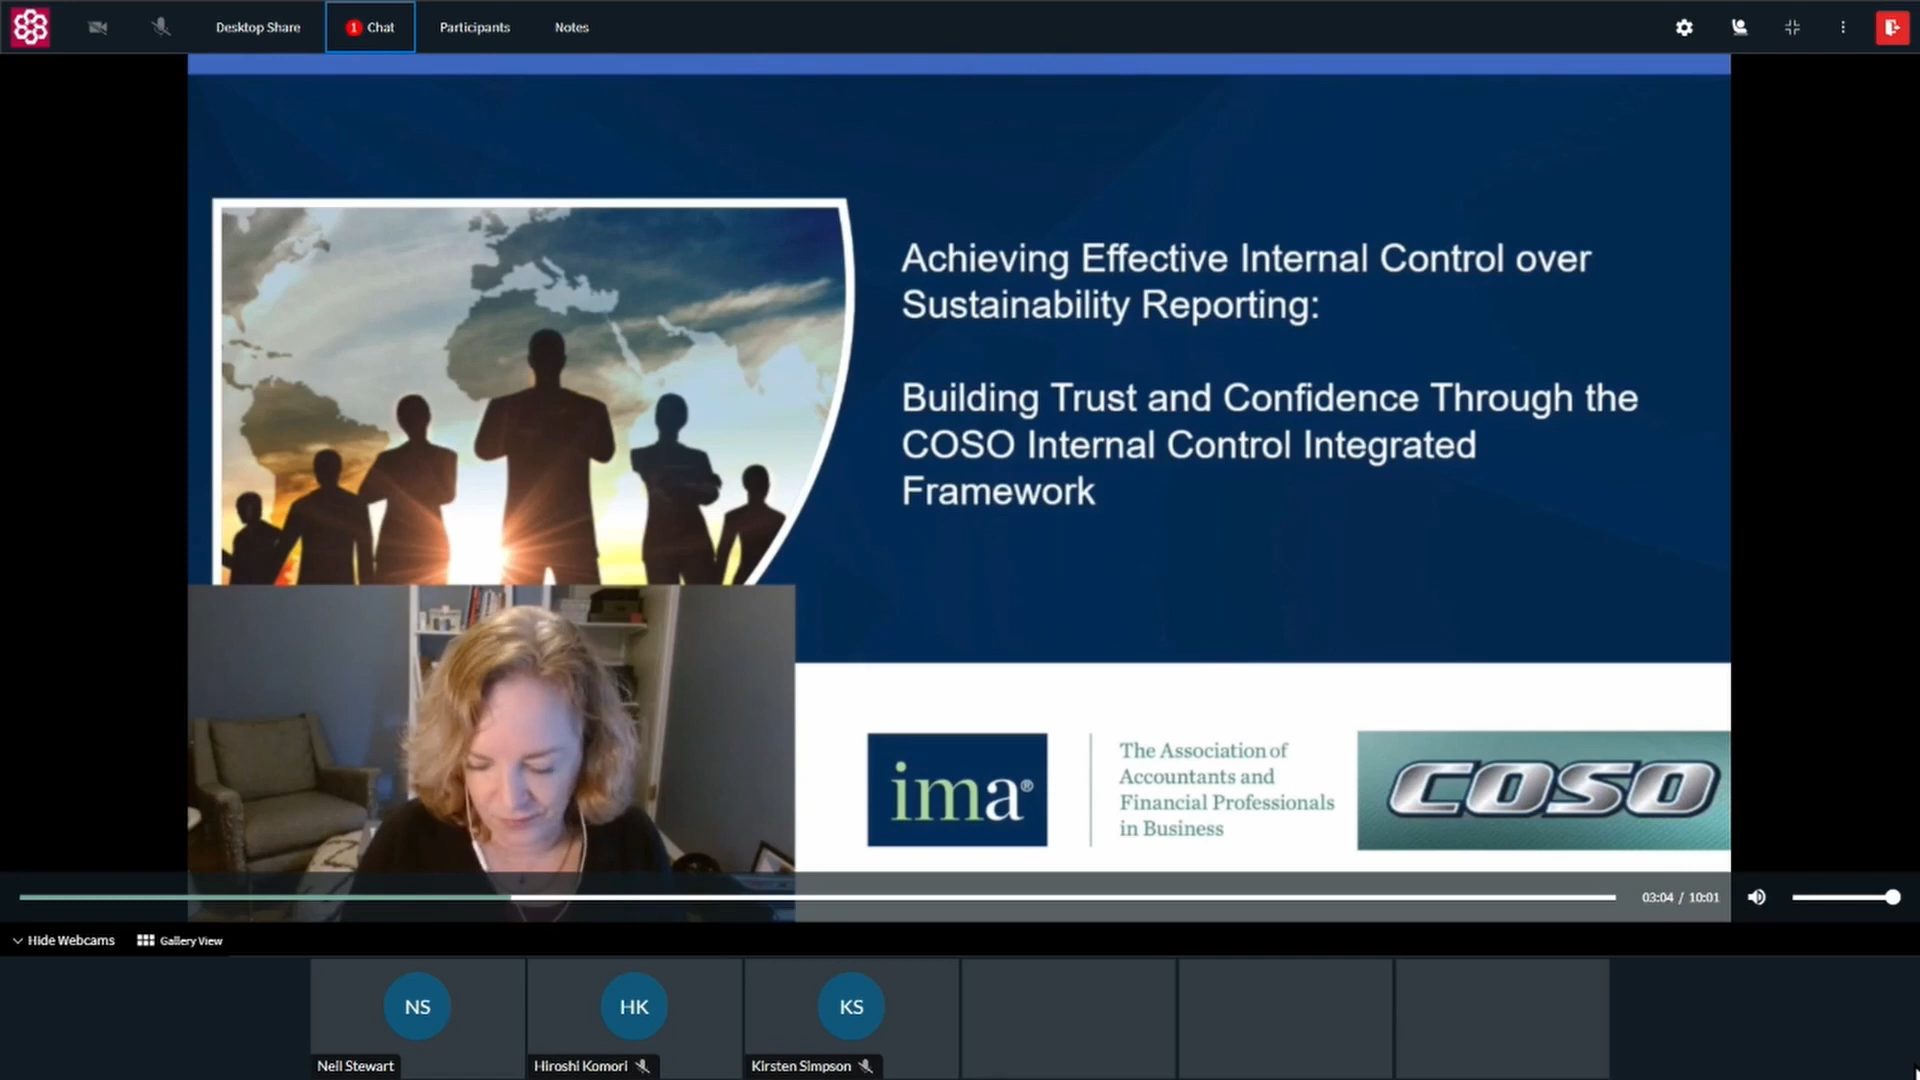 Desktop Share
1 Chat
Participants
Notes
Achieving Effective Internal Control over
Sustainability Reporting:
Building Trust and Confidence Through the
COSO Internal Control Integrated
Framework
ima®
The Association of
Accountants and
Financial Professionals
in Business
COSO
03:04 / 10:01
Hide Webcams
Gallery View
NS
HK
KS
Neil Stewart
Hiroshi Komori
Kirsten Simpson